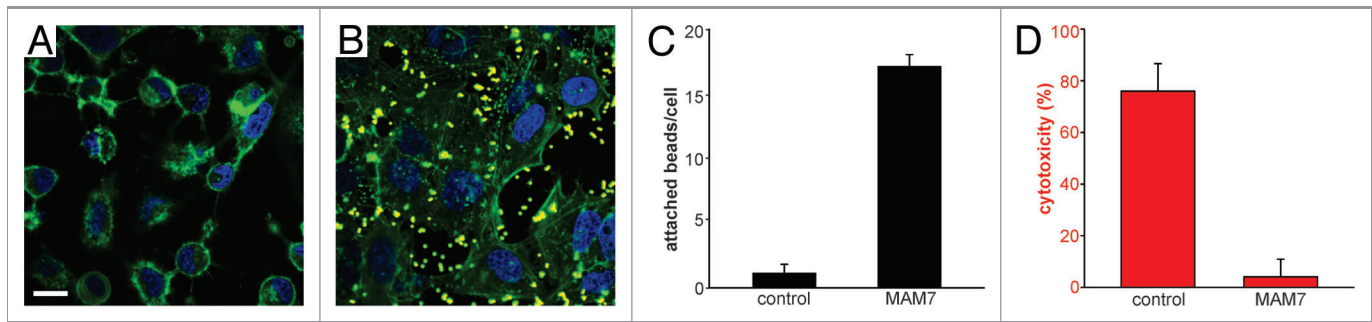 A
B
C
20
15
10
5
0
attached beads/cell
control
MAM7
D
100
80
60
40
20
0
cytotoxicity (%)
control
MAM7